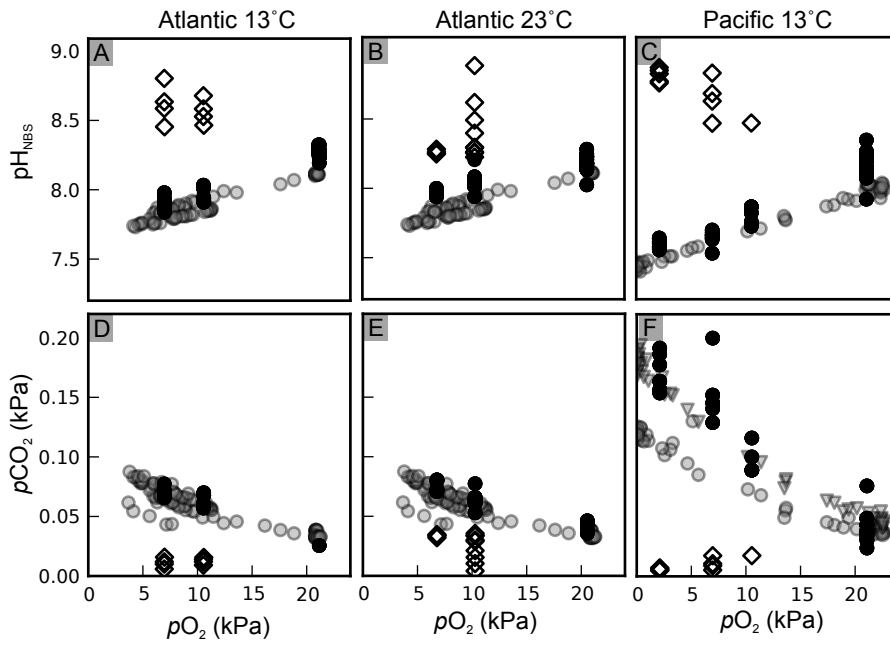 Atlantic 13˚C Atlantic 23˚C Pacific 13˚C
A B C
9.0
8.5
8.0
7.5
pH_NBS
D E F
0.20
0.15
0.10
0.05
0.00
pCO₂ (kPa)
0 5 10 15 20 0 5 10 15 20 0 5 10 15 20
pO₂ (kPa) pO₂ (kPa) pO₂ (kPa)